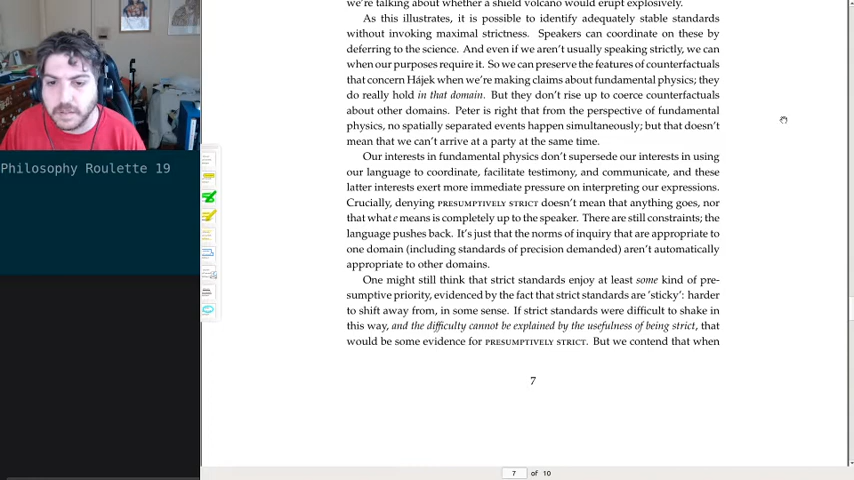 we're talking about whether a shield volcano would erupt explosively.
As this illustrates, it is possible to identify adequately stable standards
without invoking maximal strictness. Speakers can coordinate on these by
deferring to the science. And even if we aren't usually speaking strictly, we can
when our purposes require it. So we can preserve the features of counterfactuals
that concern Hájek when we're making claims about fundamental physics; they
do really hold in that domain. But they don't rise up to coerce counterfactuals
about other domains. Peter is right that from the perspective of fundamental
physics, no spatially separated events happen simultaneously; but that doesn't
mean that we can't arrive at a party at the same time.
Our interests in fundamental physics don't supersede our interests in using
our language to coordinate, facilitate testimony, and communicate, and these
latter interests exert more immediate pressure on interpreting our expressions.
Crucially, denying PRESUMPTIVELY STRICT doesn't mean that anything goes, nor
that what e means is completely up to the speaker. There are still constraints; the
language pushes back. It's just that the norms of inquiry that are appropriate to
one domain (including standards of precision demanded) aren't automatically
appropriate to other domains.
One might still think that strict standards enjoy at least some kind of pre-
sumptive priority, evidenced by the fact that strict standards are 'sticky': harder
to shift away from, in some sense. If strict standards were difficult to shake in
this way, and the difficulty cannot be explained by the usefulness of being strict, that
would be some evidence for PRESUMPTIVELY STRICT. But we contend that when
7
Philosophy Roulette 19
7 of 10